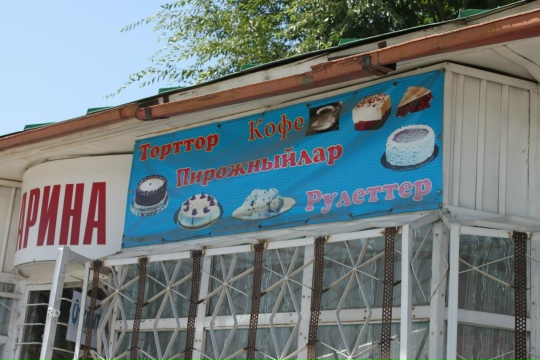 АРИНА
Торттор Кофе
Пирожныйлар
Рулеттер